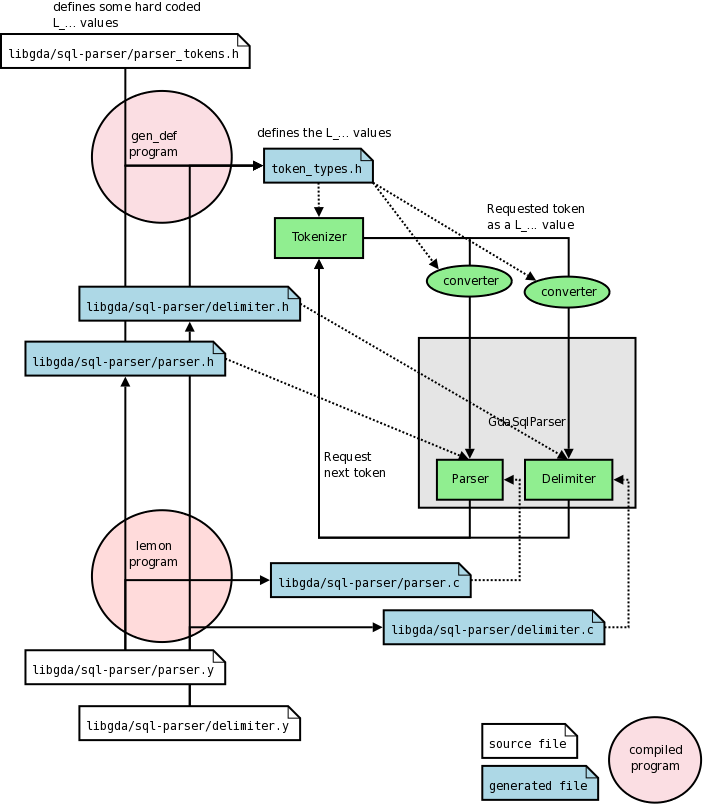 defines some hard coded
L_... values
libgda/sql-parser/parser_tokens.h
gen_def
program
defines the L_... values
token_types.h
Requested token
as a L_... value
Tokenizer
converter
converter
libgda/sql-parser/delimiter.h
libgda/sql-parser/parser.h
GdaSqlParser
Request
next token
Parser
Delimiter
lemon
program
libgda/sql-parser/parser.c
libgda/sql-parser/delimiter.c
libgda/sql-parser/parser.y
libgda/sql-parser/delimiter.y
source file
generated file
compiled
program